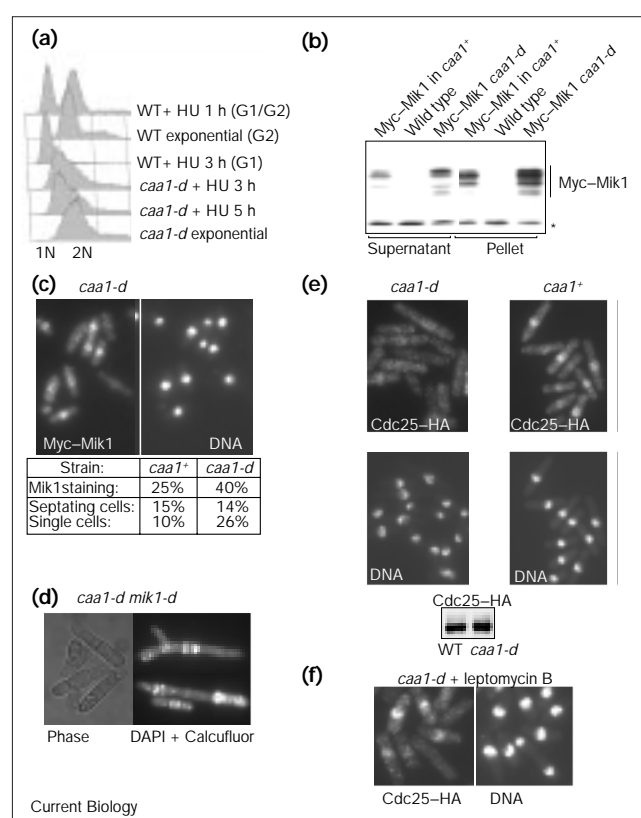 (a)
WT+ HU 1 h (G1/G2)
WT exponential (G2)
WT+ HU 3 h (G1)
caa1-d + HU 3 h
caa1-d + HU 5 h
caa1-d exponential
1N 2N
(b)
Myc–Mik1 in caa1+
Wild type
Myc–Mik1 caa1-d
Myc–Mik1 in caa1+
Wild type
Myc–Mik1 caa1-d
Myc–Mik1
*
Supernatant Pellet
(c)
caa1-d
Myc–Mik1 DNA
Strain: caa1+ caa1-d
Mik1staining: 25% 40%
Septating cells: 15% 14%
Single cells: 10% 26%
(d)
caa1-d mik1-d
Phase DAPI + Calcufluor
(e)
caa1-d caa1+
Cdc25–HA Cdc25–HA
DNA DNA
Cdc25–HA
WT caa1-d
(f)
caa1-d + leptomycin B
Cdc25–HA DNA
Current Biology